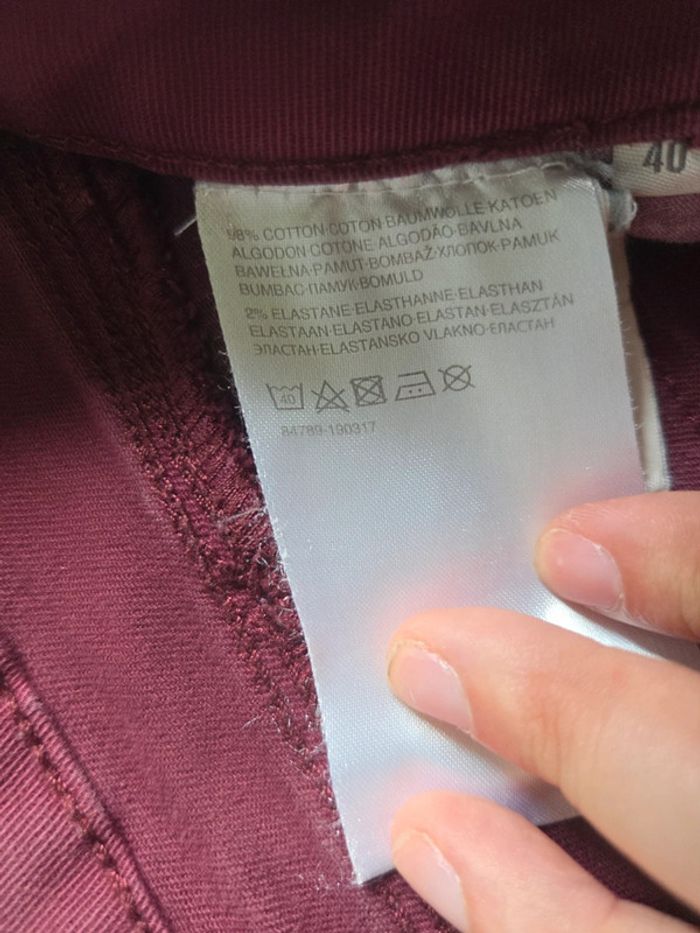 40
98% COTTON·COTON·BAUMWOLLE·KATOEN
ALGODON·COTONE·ALGODÃO·BAVLNA
BAWEŁNA·PAMUT·BOMBAŽ·ХЛОПОК·PAMUK
BUMBAC·ПАМУК·BOMULD
2% ELASTANE·ELASTHANNE·ELASTHAN
ELASTAAN·ELASTANO·ELASTAN·ELASZTÁN
ЭЛАСТАН·ELASTANSKO VLAKNO·ЕЛАСТАН
40
84789-190317